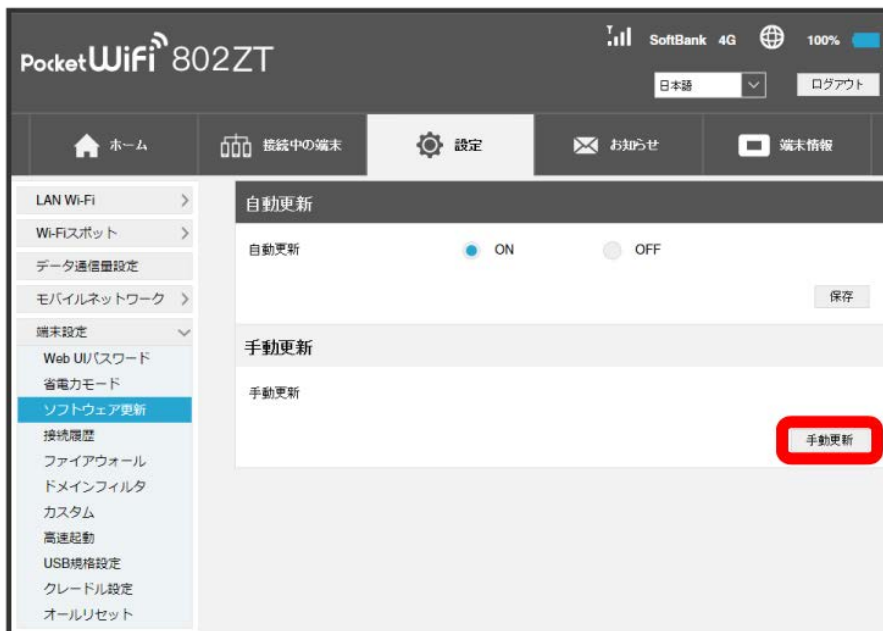 PocketWiFi 802ZT
SoftBank 4G 100%
日本語 ログアウト
ホーム 接続中の端末 設定 お知らせ 端末情報
LAN Wi-Fi
Wi-Fiスポット
データ通信量設定
モバイルネットワーク
端末設定
Web UIパスワード
省電力モード
ソフトウェア更新
接続履歴
ファイアウォール
ドメインフィルタ
カスタム
高速起動
USB規格設定
クレードル設定
オールリセット
自動更新
自動更新 ON OFF
保存
手動更新
手動更新
手動更新